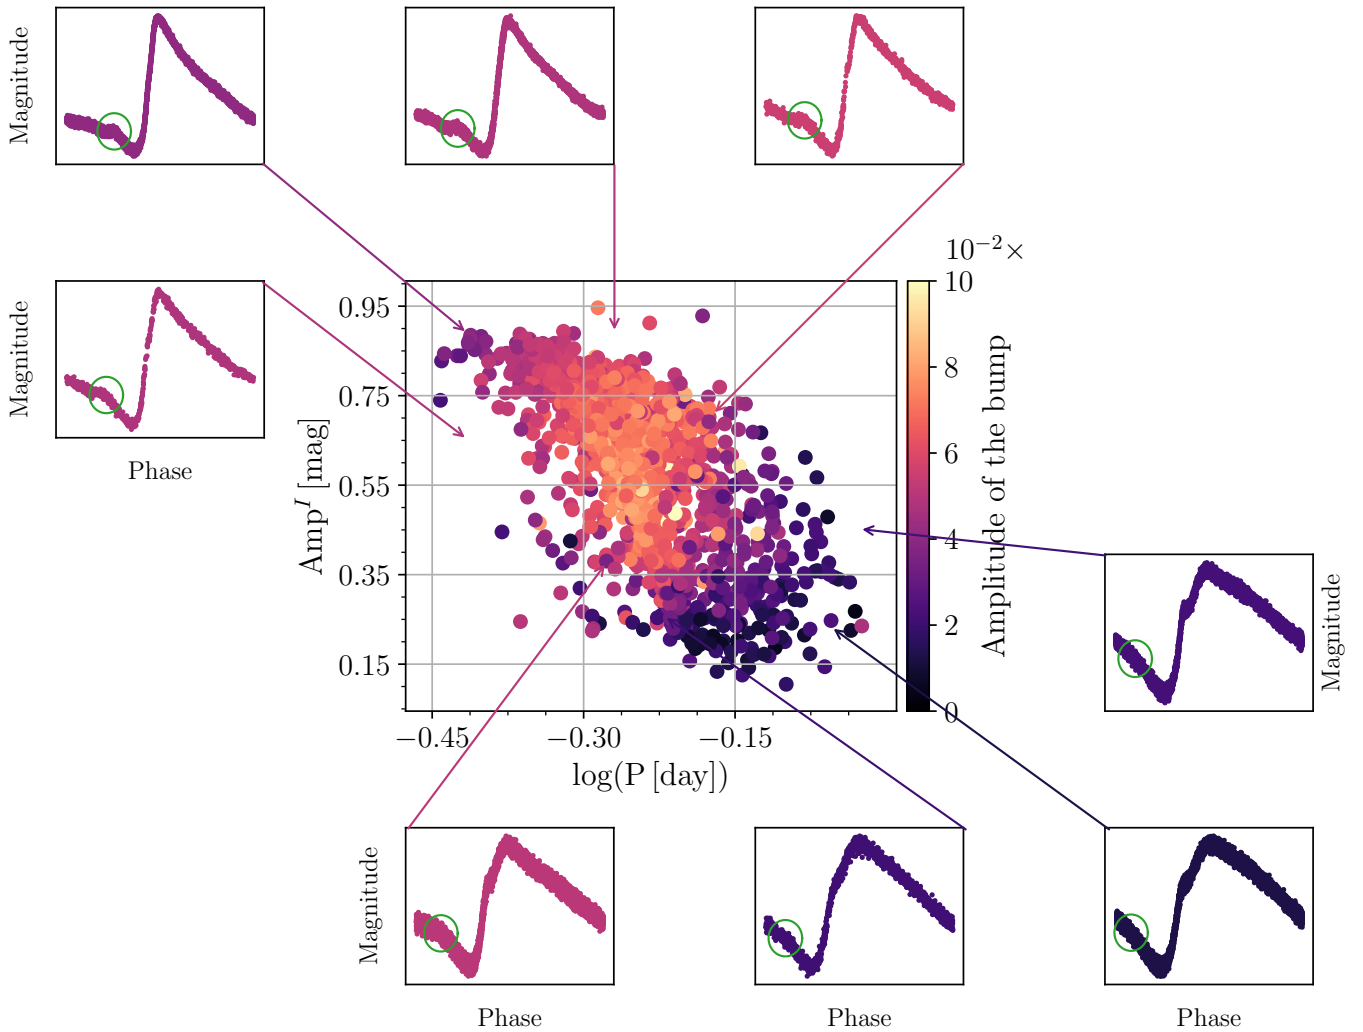 Magnitude
Magnitude
Phase
10⁻²×
0.95
0.75
0.55
0.35
0.15
Ampᴵ [mag]
−0.45
−0.30
−0.15
log(P [day])
10
8
6
4
2
0
Amplitude of the bump
Magnitude
Magnitude
Phase
Phase
Phase